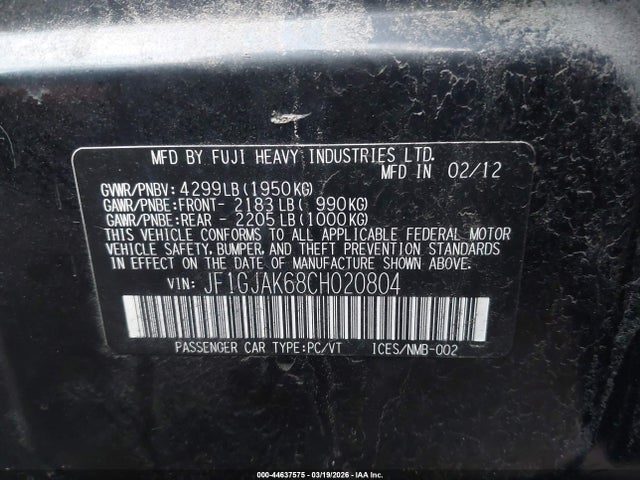 MFD BY FUJI HEAVY INDUSTRIES LTD.
MFD IN 02/12
GVWR/PNBV: 4299LB(1950KG)
GAWR/PNBE:FRONT- 2183 LB( 990KG)
GAWR/PNBE:REAR - 2205 LB(1000KG)
THIS VEHICLE CONFORMS TO ALL APPLICABLE FEDERAL MOTOR
VEHICLE SAFETY, BUMPER, AND THEFT PREVENTION STANDARDS
IN EFFECT ON THE DATE OF MANUFACTURE SHOWN ABOVE.
VIN: JF1GJAK68CH020804
PASSENGER CAR TYPE:PC/VT ICES/NMB-002
000-44637575 - 03/19/2026 - IAA Inc.